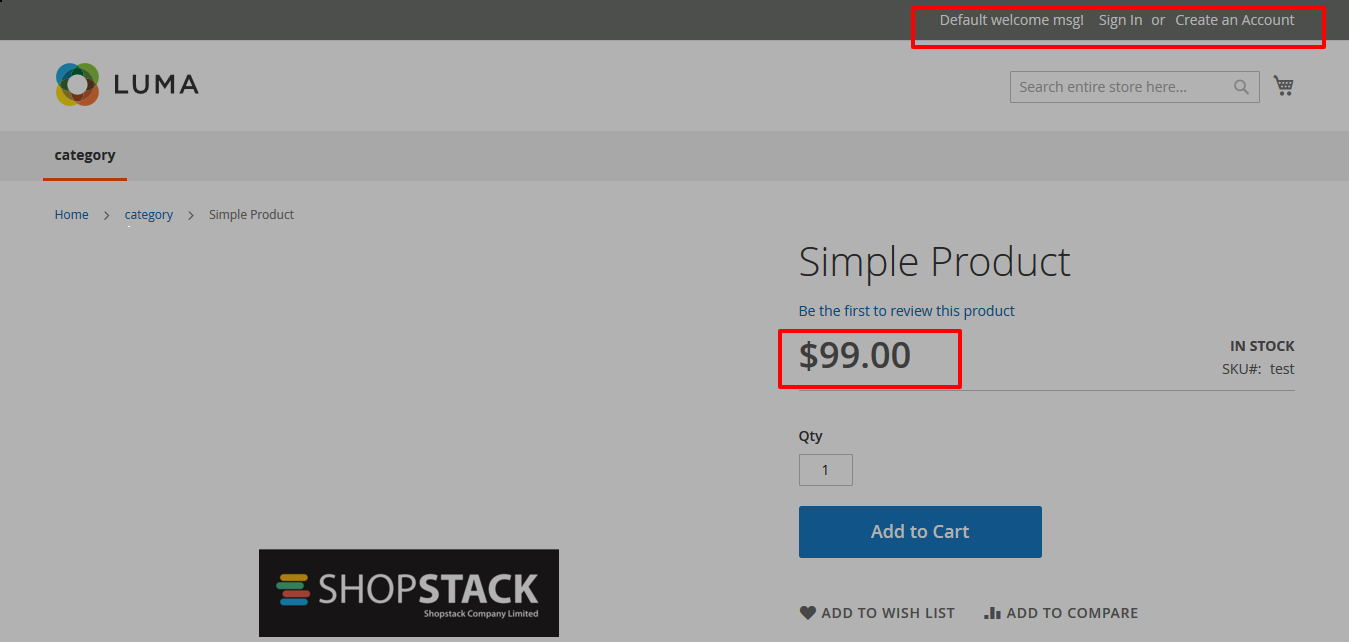 Default welcome msg! Sign In or Create an Account
LUMA
Search entire store here...
category
Home > category > Simple Product
Simple Product
Be the first to review this product
$99.00
IN STOCK
SKU#: test
Qty
1
Add to Cart
SHOPSTACK
Shopstack Company Limited
ADD TO WISH LIST ADD TO COMPARE